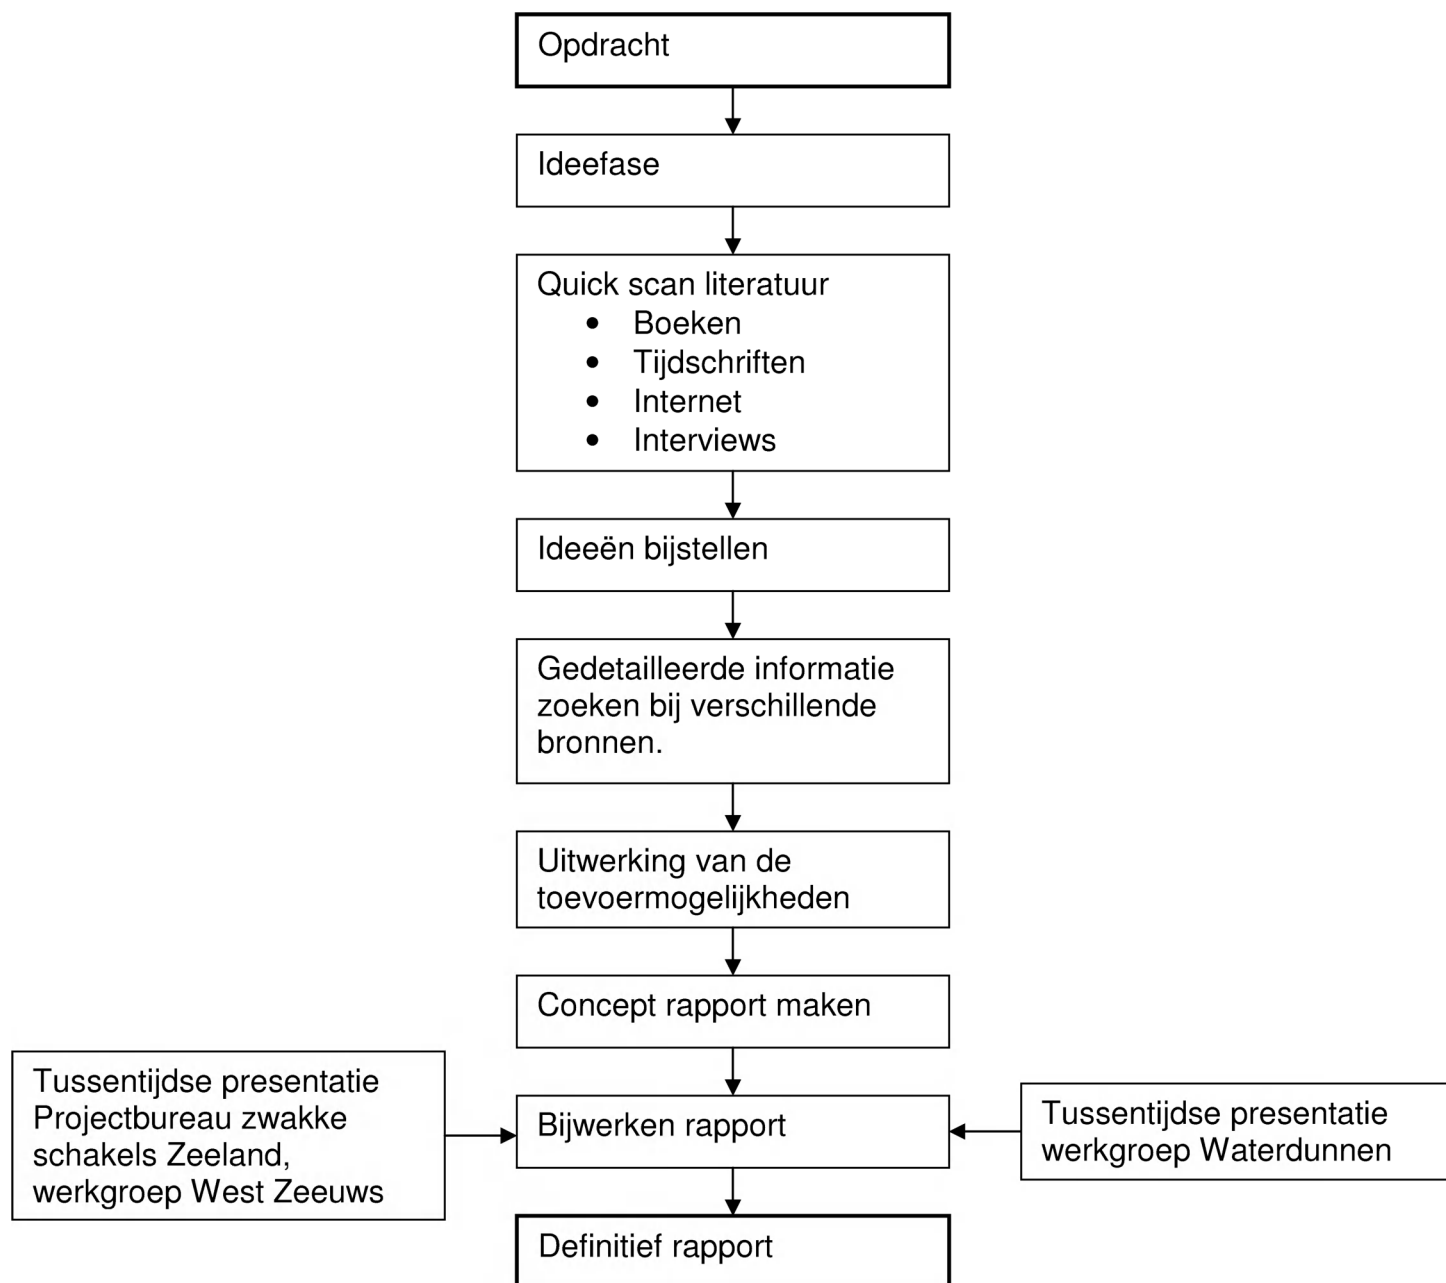 Opdracht
Ideefase
Quick scan literatuur
• Boeken
• Tijdschriften
• Internet
• Interviews
Ideeën bijstellen
Gedetailleerde informatie
zoeken bij verschillende
bronnen.
Uitwerking van de
toevoermogelijkheden
Concept rapport maken
Tussentijdse presentatie
Projectbureau zwakke
schakels Zeeland,
werkgroep West Zeeuws
Bijwerken rapport
Tussentijdse presentatie
werkgroep Waterdunnen
Definitief rapport